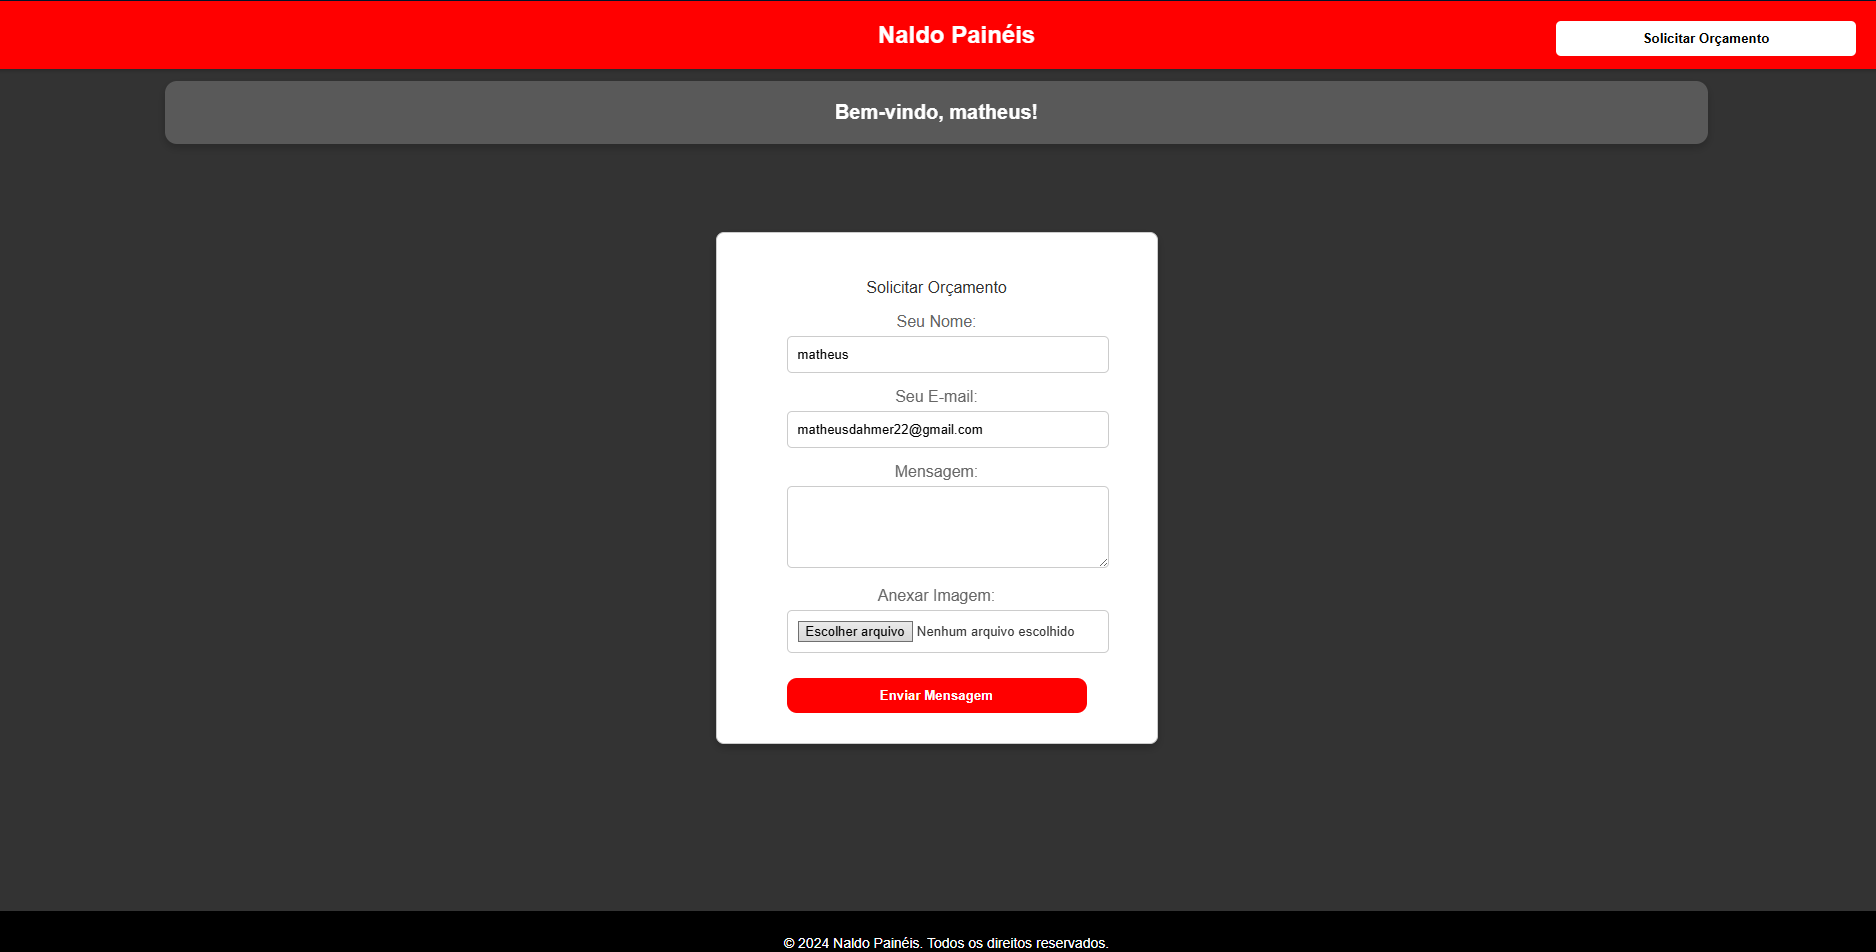 Naldo Painéis
Solicitar Orçamento
Bem-vindo, matheus!
Solicitar Orçamento
Seu Nome:
matheus
Seu E-mail:
matheusdahmer22@gmail.com
Mensagem:
Anexar Imagem:
Escolher arquivo Nenhum arquivo escolhido
Enviar Mensagem
© 2024 Naldo Painéis. Todos os direitos reservados.